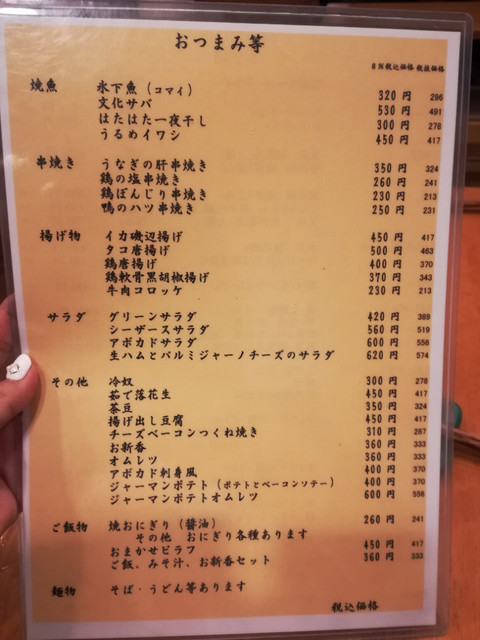 おつまみ等
8%税込価格 税抜価格
焼魚 氷下魚(コマイ) 320円 296
文化サバ 530円 491
はたはた一夜干し 300円 278
うるめイワシ 450円 417
串焼き うなぎの肝串焼き 350円 324
鶏の塩串焼き 260円 241
鶏ぼんじり串焼き 230円 213
鴨のハツ串焼き 250円 231
揚げ物 イカ磯辺揚げ 450円 417
タコ唐揚げ 500円 463
鶏唐揚げ 400円 370
鶏軟骨黒胡椒揚げ 370円 343
牛肉コロッケ 230円 213
サラダ グリーンサラダ 420円 389
シーザースサラダ 560円 519
アボカドサラダ 600円 556
生ハムとパルミジャーノチーズのサラダ 620円 574
その他 冷奴 300円 278
茹で落花生 450円 417
茶豆 350円 324
揚げ出し豆腐 450円 417
チーズベーコンつくね焼き 310円 287
お新香 360円 333
オムレツ 360円 333
アボカド刺身風 400円 370
ジャーマンポテト(ポテトとベーコンソテー) 400円 370
ジャーマンポテトオムレツ 600円 556
ご飯物 焼おにぎり(醤油) 260円 241
その他 おにぎり各種あります
おまかせピラフ 450円 417
ご飯、みそ汁、お新香セット 360円 333
麺物 そば・うどん等あります
税込価格